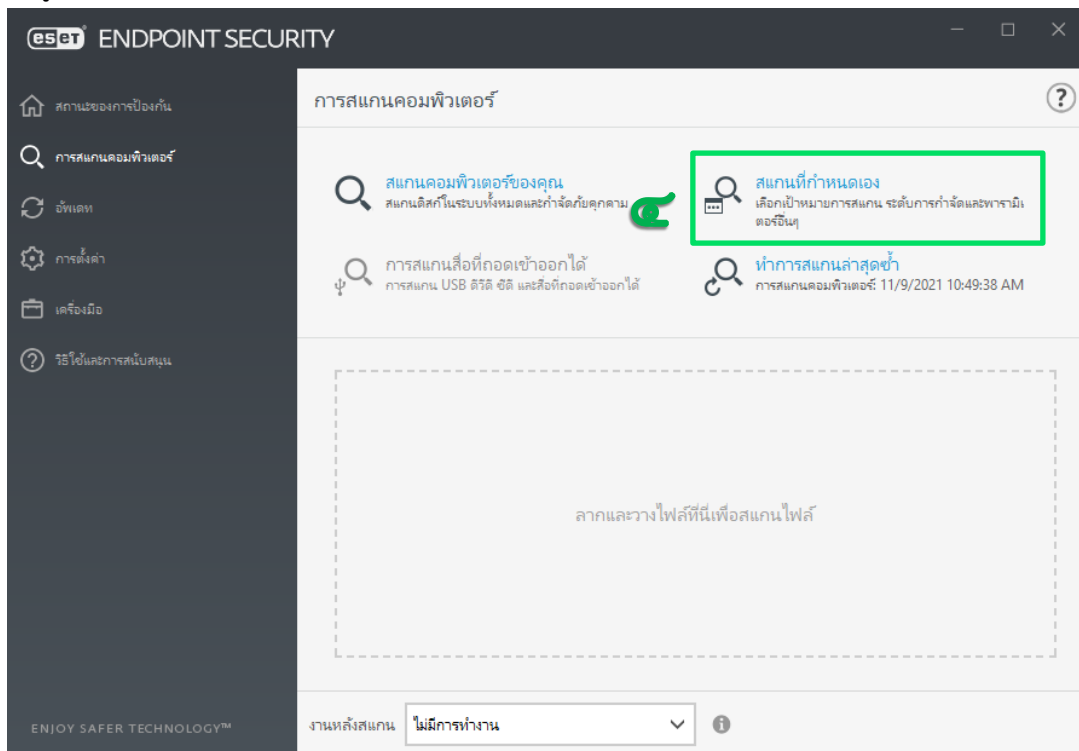 eset ENDPOINT SECURITY
สถานะของการป้องกัน
การสแกนคอมพิวเตอร์
อัพเดท
การตั้งค่า
เครื่องมือ
วิธีใช้และการสนับสนุน
ENJOY SAFER TECHNOLOGY™
การสแกนคอมพิวเตอร์
?
สแกนคอมพิวเตอร์ของคุณ
สแกนดิสก์ในระบบทั้งหมดและกำจัดภัยคุกคาม
๔
สแกนที่กำหนดเอง
เลือกเป้าหมายการสแกน ระดับการกำจัดและพารามิเ
ตอร์อื่นๆ
การสแกนสื่อที่ถอดเข้าออกได้
การสแกน USB ดีวีดี ซีดี และสื่อที่ถอดเข้าออกได้
ทำการสแกนล่าสุดซ้ำ
การสแกนคอมพิวเตอร์: 11/9/2021 10:49:38 AM
ลากและวางไฟล์ที่นี่เพื่อสแกนไฟล์
งานหลังสแกน ไม่มีการทำงาน